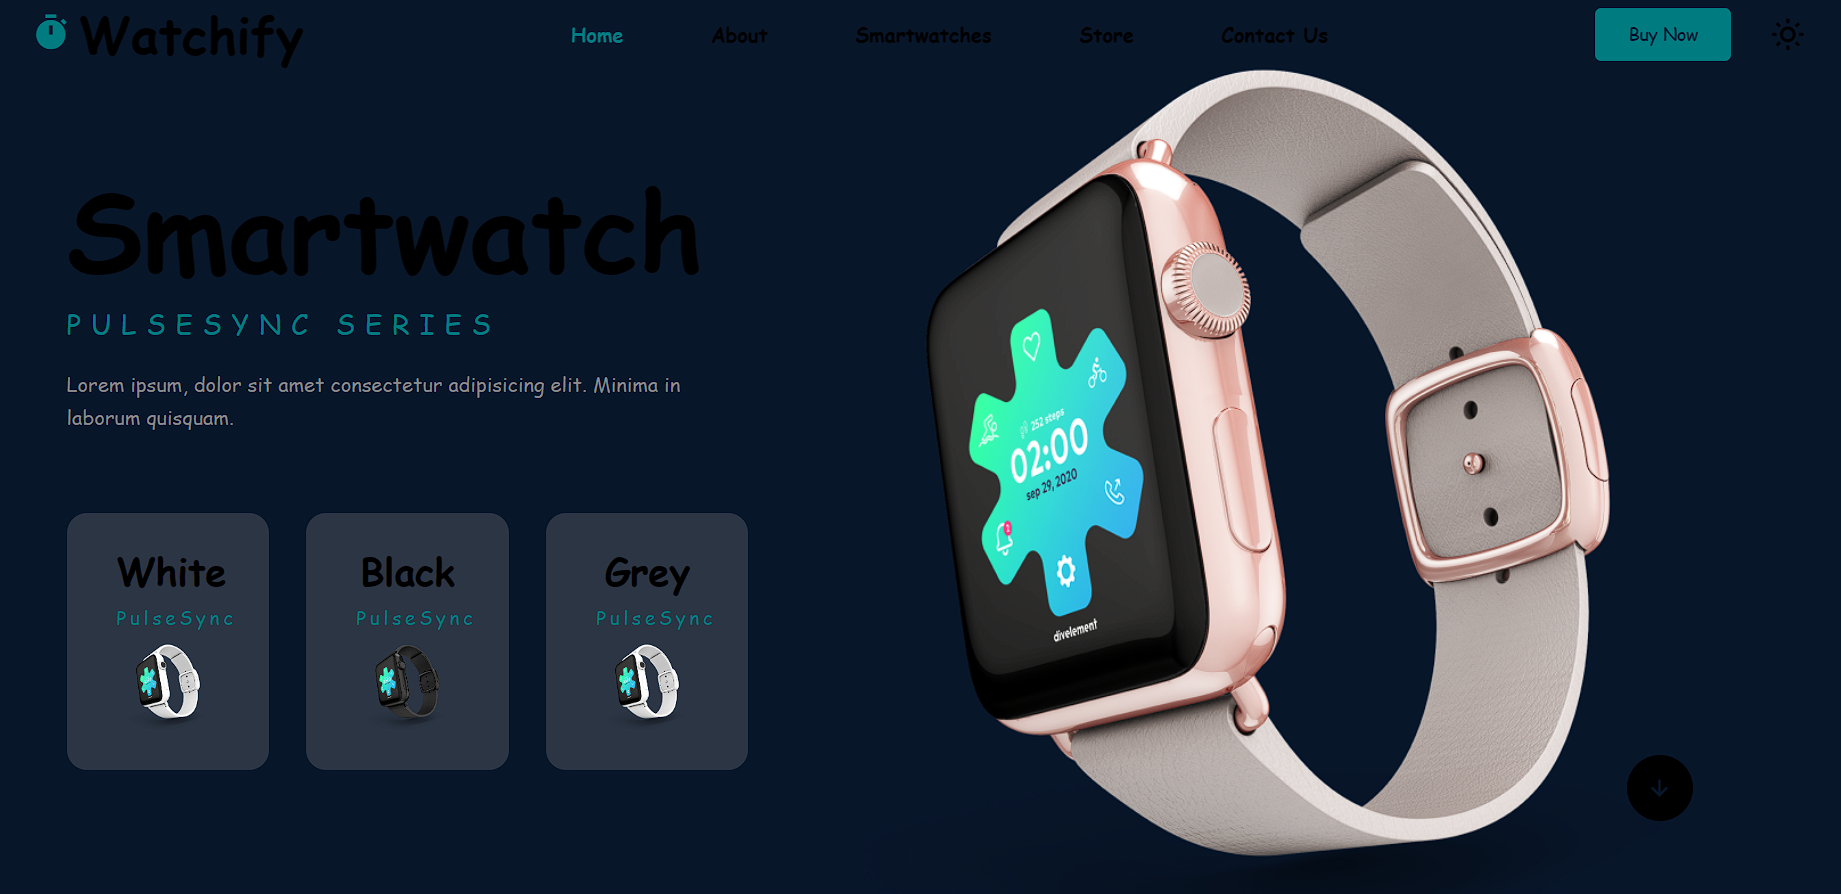 Watchify
Home About Smartwatches Store Contact Us Buy Now
Smartwatch
PULSESYNC SERIES
Lorem ipsum, dolor sit amet consectetur adipisicing elit. Minima in
laborum quisquam.
White Black Grey
PulseSync PulseSync PulseSync
252 steps
02:00
sep 29, 2020
2
divelement